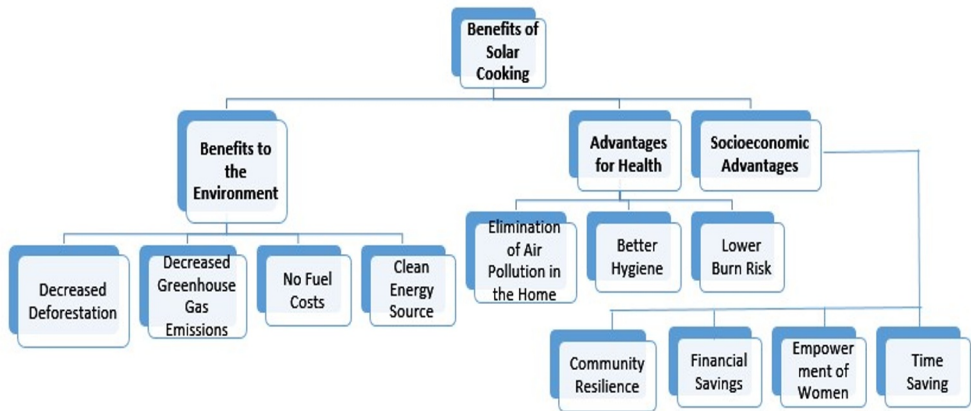 Benefits of
Solar
Cooking
Benefits to
the
Environment
Advantages
for Health
Socioeconomic
Advantages
Decreased
Deforestation
Decreased
Greenhouse
Gas
Emissions
No Fuel
Costs
Clean
Energy
Source
Elimination
of Air
Pollution in
the Home
Better
Hygiene
Lower
Burn Risk
Community
Resilience
Financial
Savings
Empower
ment of
Women
Time
Saving